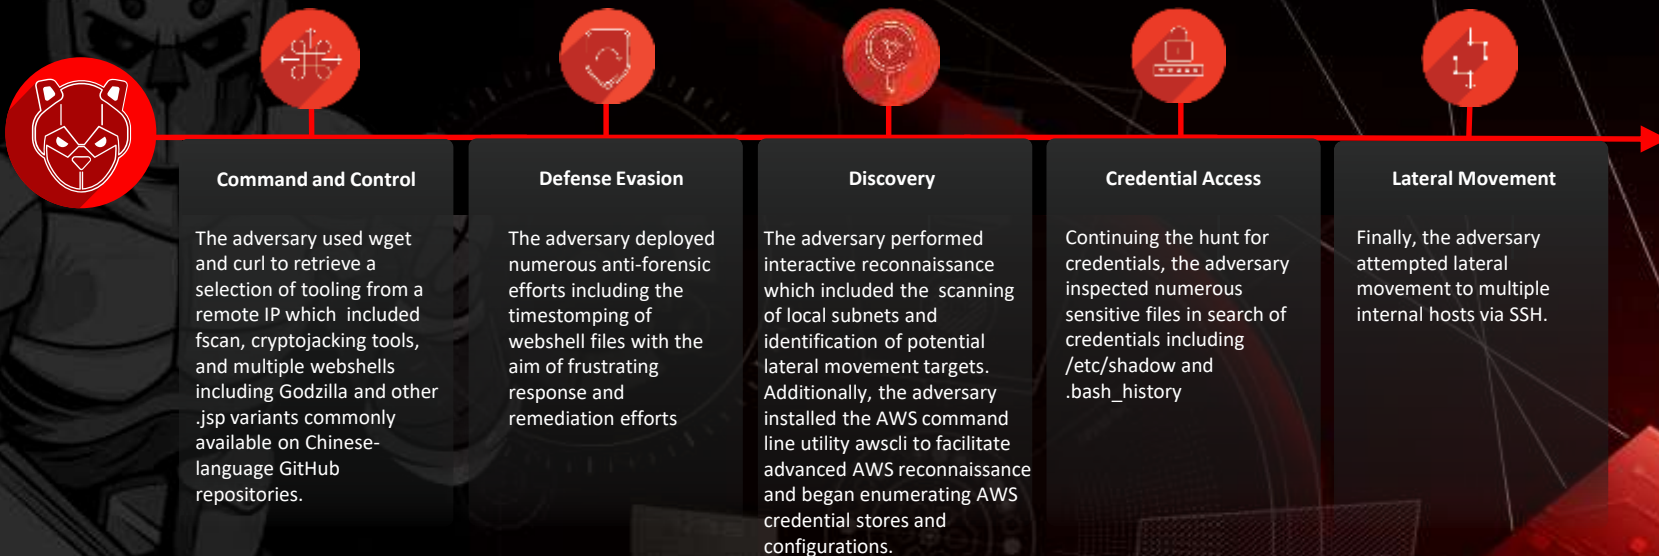 Command and Control
The adversary used wget
and curl to retrieve a
selection of tooling from a
remote IP which included
fscan, cryptojacking tools,
and multiple webshells
including Godzilla and other
.jsp variants commonly
available on Chinese-
language GitHub
repositories.
Defense Evasion
The adversary deployed
numerous anti-forensic
efforts including the
timestomping of
webshell files with the
aim of frustrating
response and
remediation efforts
Discovery
The adversary performed
interactive reconnaissance
which included the scanning
of local subnets and
identification of potential
lateral movement targets.
Additionally, the adversary
installed the AWS command
line utility awscli to facilitate
advanced AWS reconnaissance
and began enumerating AWS
credential stores and
configurations.
Credential Access
Continuing the hunt for
credentials, the adversary
inspected numerous
sensitive files in search of
credentials including
/etc/shadow and
.bash_history
Lateral Movement
Finally, the adversary
attempted lateral
movement to multiple
internal hosts via SSH.